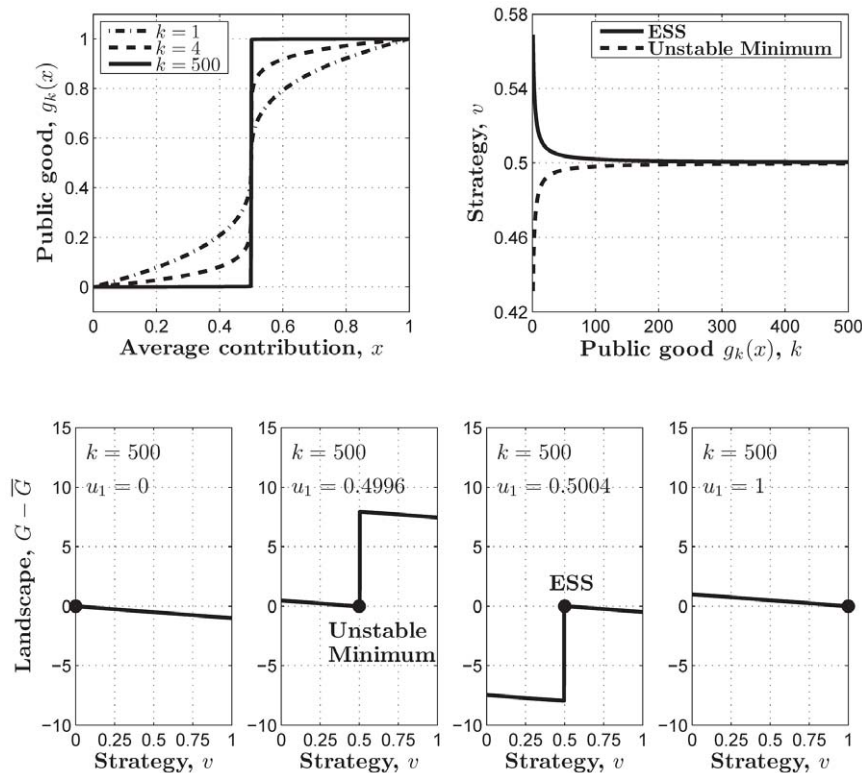 Public good, g_k(x)
1
0.8
0.6
0.4
0.2
0
k = 1
k = 4
k = 500
0 0.2 0.4 0.6 0.8 1
Average contribution, x
Strategy, v
0.58
0.54
0.5
0.46
0.42
ESS
Unstable Minimum
0 100 200 300 400 500
Public good g_k(x), k
Landscape, G − G̅
15
10
5
0
−5
−10
k = 500
u₁ = 0
0 0.25 0.5 0.75 1
Strategy, v
15
10
5
0
−5
−10
k = 500
u₁ = 0.4996
Unstable
Minimum
0 0.25 0.5 0.75 1
Strategy, v
15
10
5
0
−5
−10
k = 500
u₁ = 0.5004
ESS
0 0.25 0.5 0.75 1
Strategy, v
15
10
5
0
−5
−10
k = 500
u₁ = 1
0 0.25 0.5 0.75 1
Strategy, v